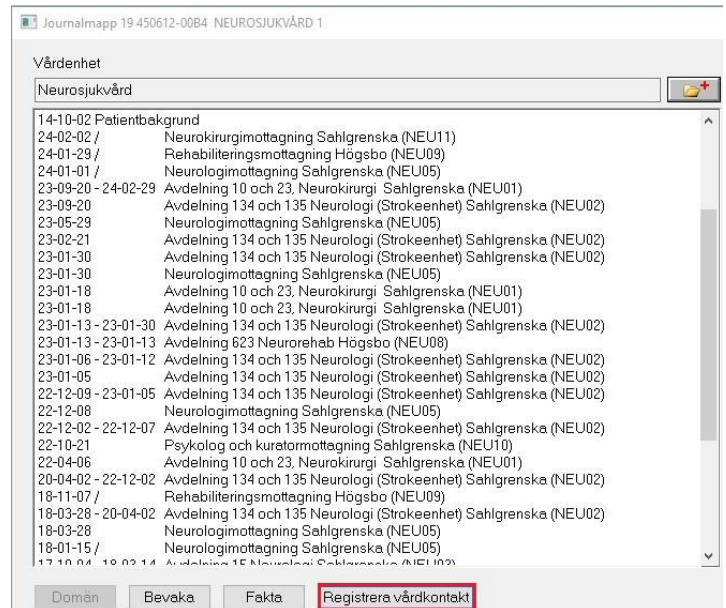 Journalmapp 19 450612-00B4 NEUROSJUKVÅRD 1
Vårdenhet
Neurosjukvård
14-10-02 Patientbakgrund
24-02-02 / Neurokirurgimottagning Sahlgrenska (NEU11)
24-01-29 / Rehabiliteringsmottagning Högsbo (NEU09)
24-01-01 / Neurologimottagning Sahlgrenska (NEU05)
23-09-20 - 24-02-29 Avdelning 10 och 23, Neurokirurgi Sahlgrenska (NEU01)
23-09-20 Avdelning 134 och 135 Neurologi (Strokeenhet) Sahlgrenska (NEU02)
23-05-29 Neurologimottagning Sahlgrenska (NEU05)
23-02-21 Avdelning 134 och 135 Neurologi (Strokeenhet) Sahlgrenska (NEU02)
23-01-30 Avdelning 134 och 135 Neurologi (Strokeenhet) Sahlgrenska (NEU02)
23-01-30 Neurologimottagning Sahlgrenska (NEU05)
23-01-18 Avdelning 10 och 23, Neurokirurgi Sahlgrenska (NEU01)
23-01-18 Avdelning 10 och 23, Neurokirurgi Sahlgrenska (NEU01)
23-01-13 - 23-01-30 Avdelning 134 och 135 Neurologi (Strokeenhet) Sahlgrenska (NEU02)
23-01-13 - 23-01-13 Avdelning 623 Neurorehab Högsbo (NEU08)
23-01-06 - 23-01-12 Avdelning 134 och 135 Neurologi (Strokeenhet) Sahlgrenska (NEU02)
23-01-05 Avdelning 134 och 135 Neurologi (Strokeenhet) Sahlgrenska (NEU02)
22-12-09 - 23-01-05 Avdelning 134 och 135 Neurologi (Strokeenhet) Sahlgrenska (NEU02)
22-12-08 Neurologimottagning Sahlgrenska (NEU05)
22-12-02 - 22-12-07 Avdelning 134 och 135 Neurologi (Strokeenhet) Sahlgrenska (NEU02)
22-10-21 Psykolog och kuratormottagning Sahlgrenska (NEU10)
22-04-06 Avdelning 10 och 23, Neurokirurgi Sahlgrenska (NEU01)
20-04-02 - 22-12-02 Avdelning 134 och 135 Neurologi (Strokeenhet) Sahlgrenska (NEU02)
18-11-07 / Rehabiliteringsmottagning Högsbo (NEU09)
18-03-28 - 20-04-02 Avdelning 134 och 135 Neurologi (Strokeenhet) Sahlgrenska (NEU02)
18-03-28 Neurologimottagning Sahlgrenska (NEU05)
18-01-15 / Neurologimottagning Sahlgrenska (NEU05)
17-10-04 - 18-03-14 Avdelning 15 Neurologi Sahlgrenska (NEU03)
Domän Bevaka Fakta Registrera vårdkontakt